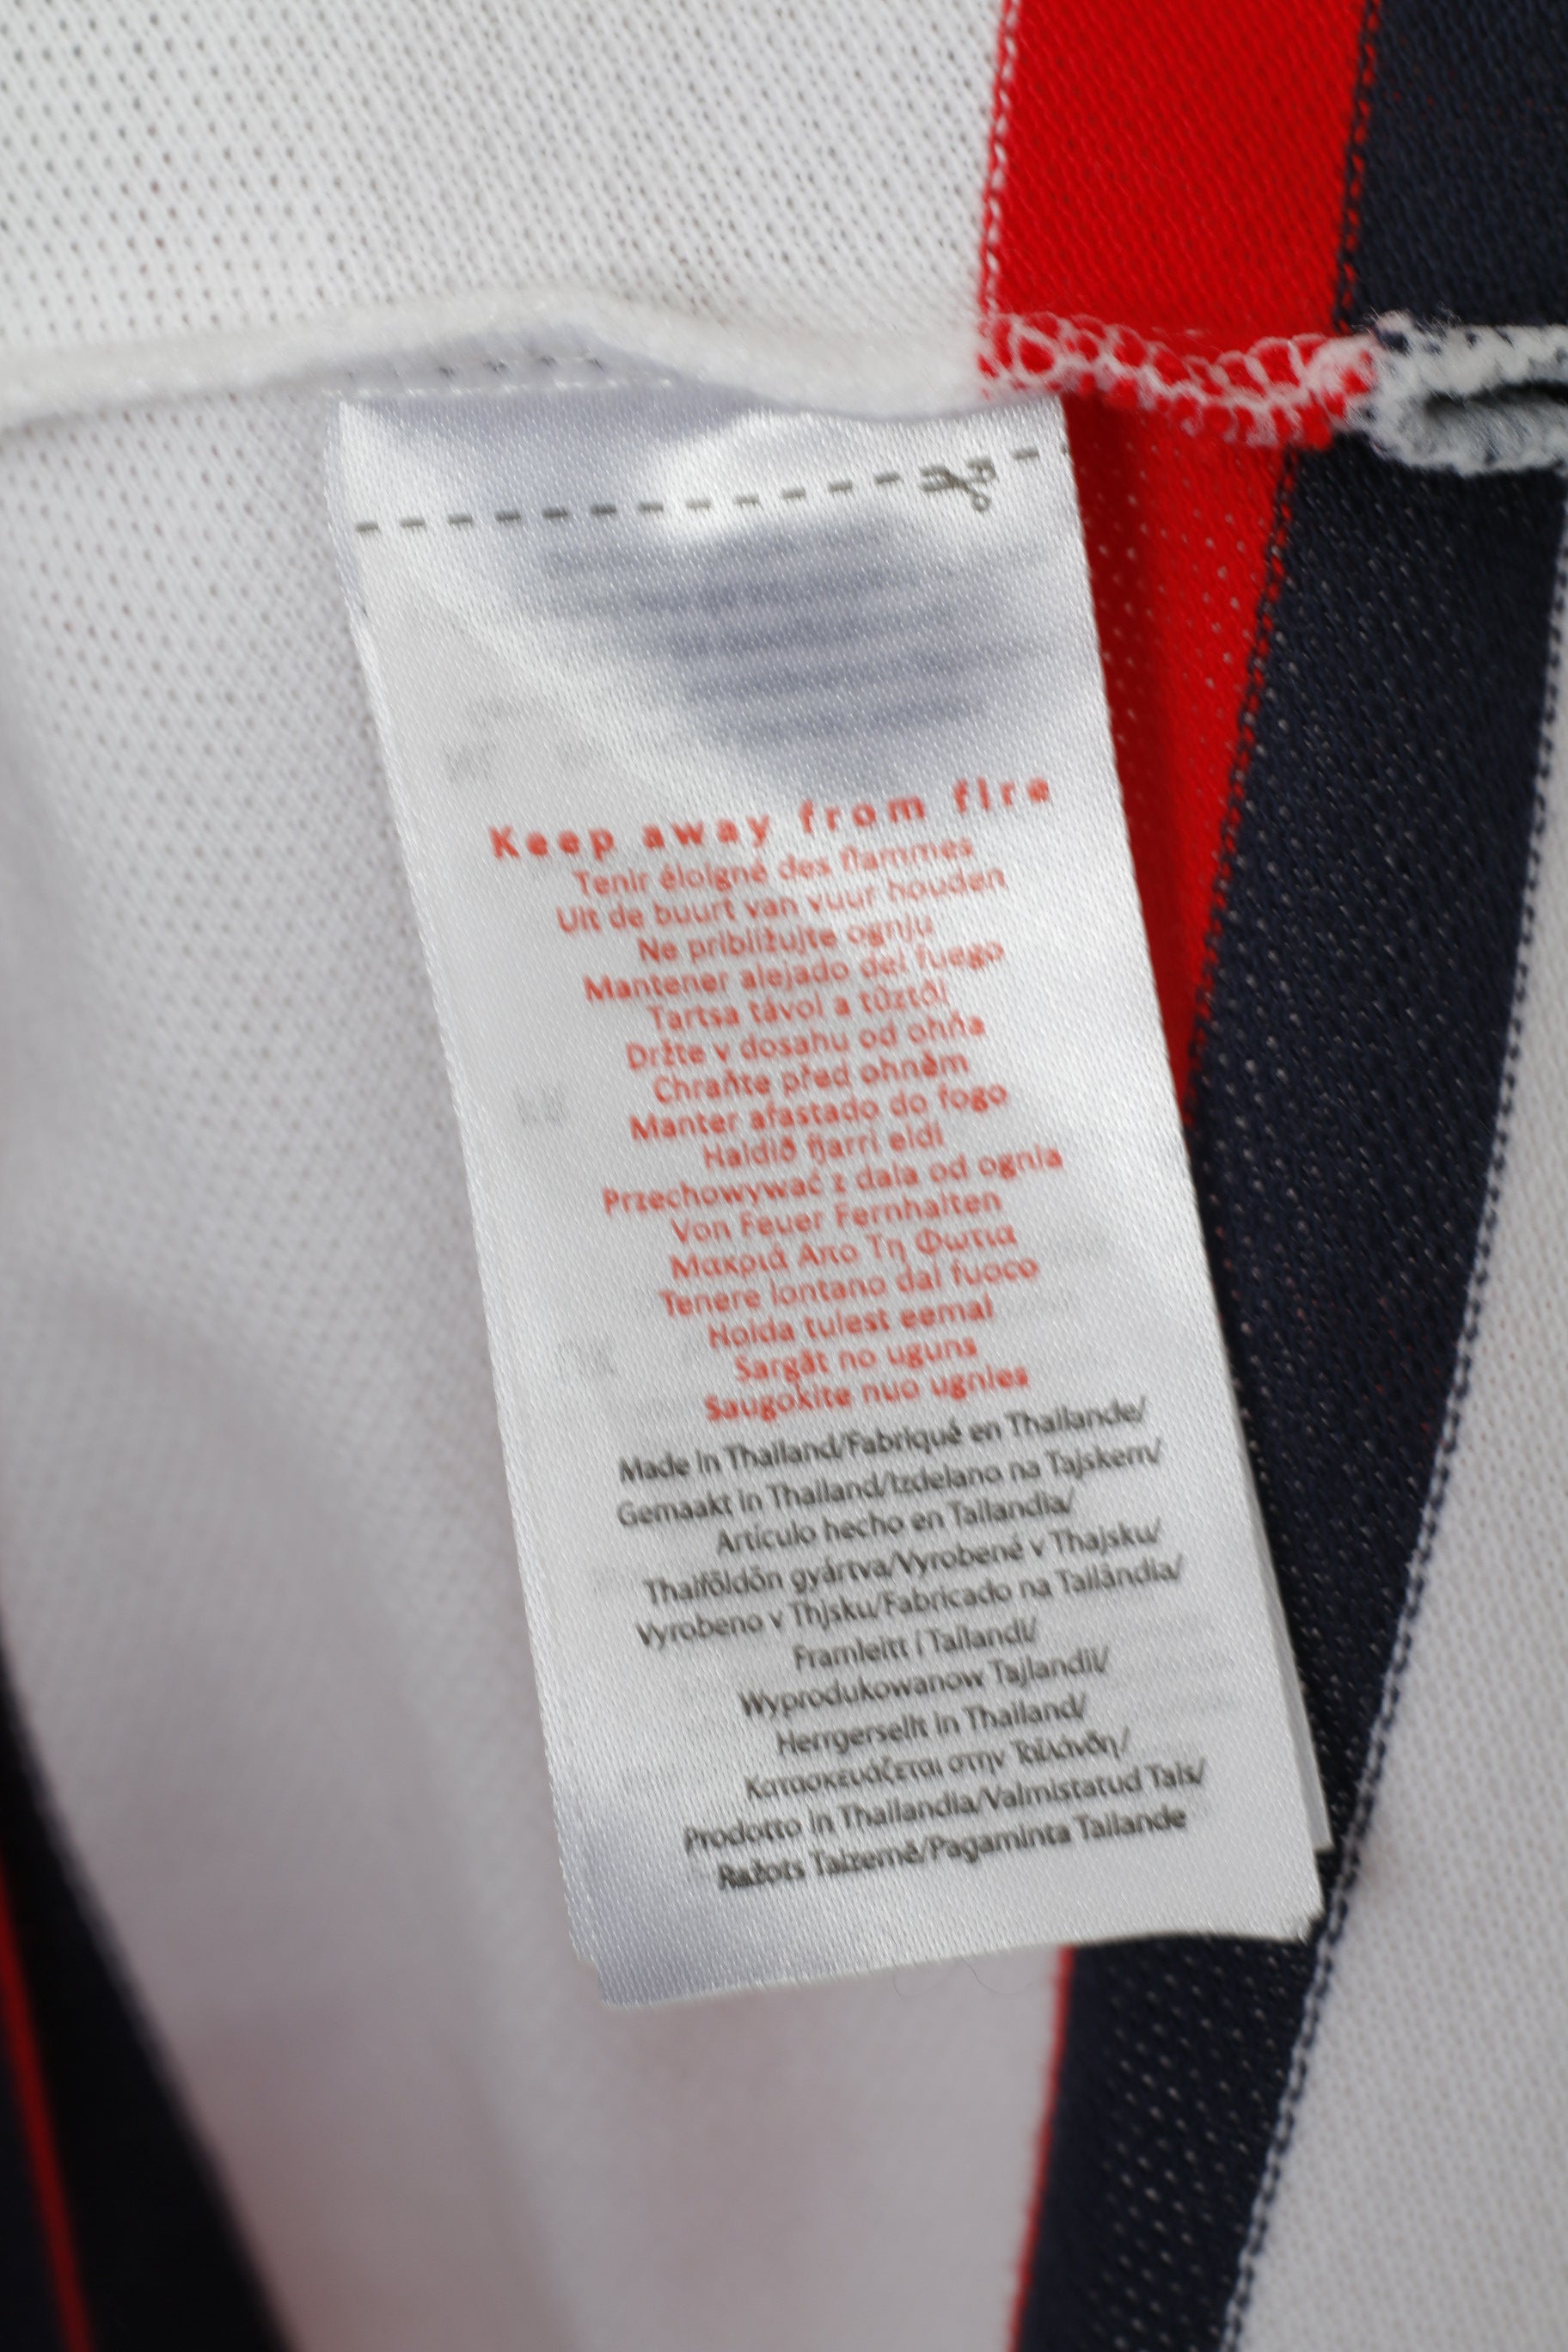 Keep away from fire
Tenir éloigné des flammes
Uit de buurt van vuur houden
Ne približujte ognju
Mantener alejado del fuego
Tartsa távol a tűztől
Držte v dosahu od ohňa
Chraňte před ohněm
Manter afastado do fogo
Haldið fjarri eldi
Przechowywać z dala od ognia
Von Feuer Fernhalten
Μακριά Απο Τη Φωτια
Tenere lontano dal fuoco
Hoida tulest eemal
Sargāt no uguns
Saugokite nuo ugnies
Made in Thailand/Fabriqué en Thailande/
Gemaakt in Thailand/Izdelano na Tajskem/
Artículo hecho en Tailandia/
Thaiföldön gyártva/Vyrobené v Thajsku/
Vyrobeno v Thjsku/Fabricado na Tailândia/
Framleitt í Tailandi/
Wyprodukowanow Tajlandii/
Herrgersellt in Thailand/
Κατασκευάζεται στην Ταϊλάνδη/
Prodotto in Thailandia/Valmistatud Tais/
Ražots Taizemē/Pagaminta Tailande